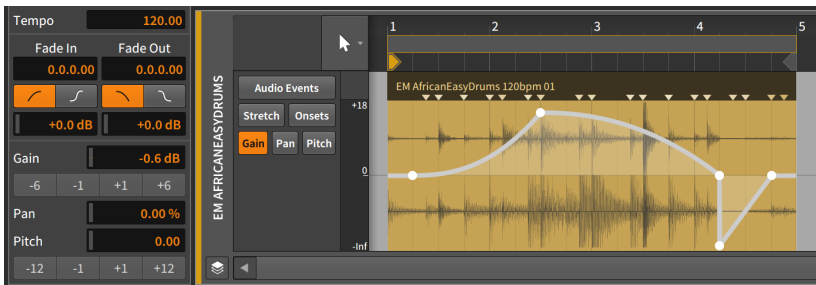 Tempo 120.00
Fade In Fade Out
0.0.0.00 0.0.0.00
+0.0 dB +0.0 dB
Gain -0.6 dB
-6 -1 +1 +6
Pan 0.00 %
Pitch 0.00
-12 -1 +1 +12
EM AFRICANEASYDRUMS
Audio Events
Stretch Onsets
Gain Pan Pitch
+18
0
-Inf
1 2 3 4 5
EM AfricanEasyDrums 120bpm 01